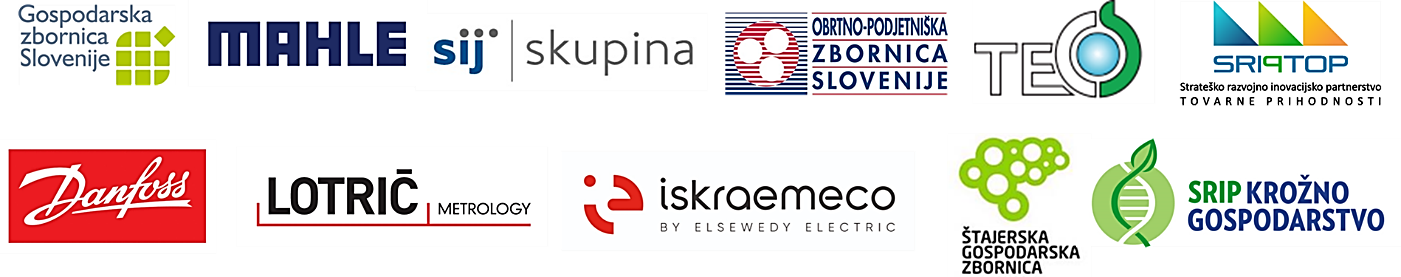 Gospodarska
zbornica
Slovenije
MAHLE
sij skupina
OBRTNO-PODJETNIŠKA
ZBORNICA
SLOVENIJE
TECS
SRIPTOP
Strateško razvojno inovacijsko partnerstvo
TOVARNE PRIHODNOSTI
Danfoss
LOTRIČ METROLOGY
iskraemeco
BY ELSEWEDY ELECTRIC
ŠTAJERSKA
GOSPODARSKA
ZBORNICA
SRIP KROŽNO
GOSPODARSTVO